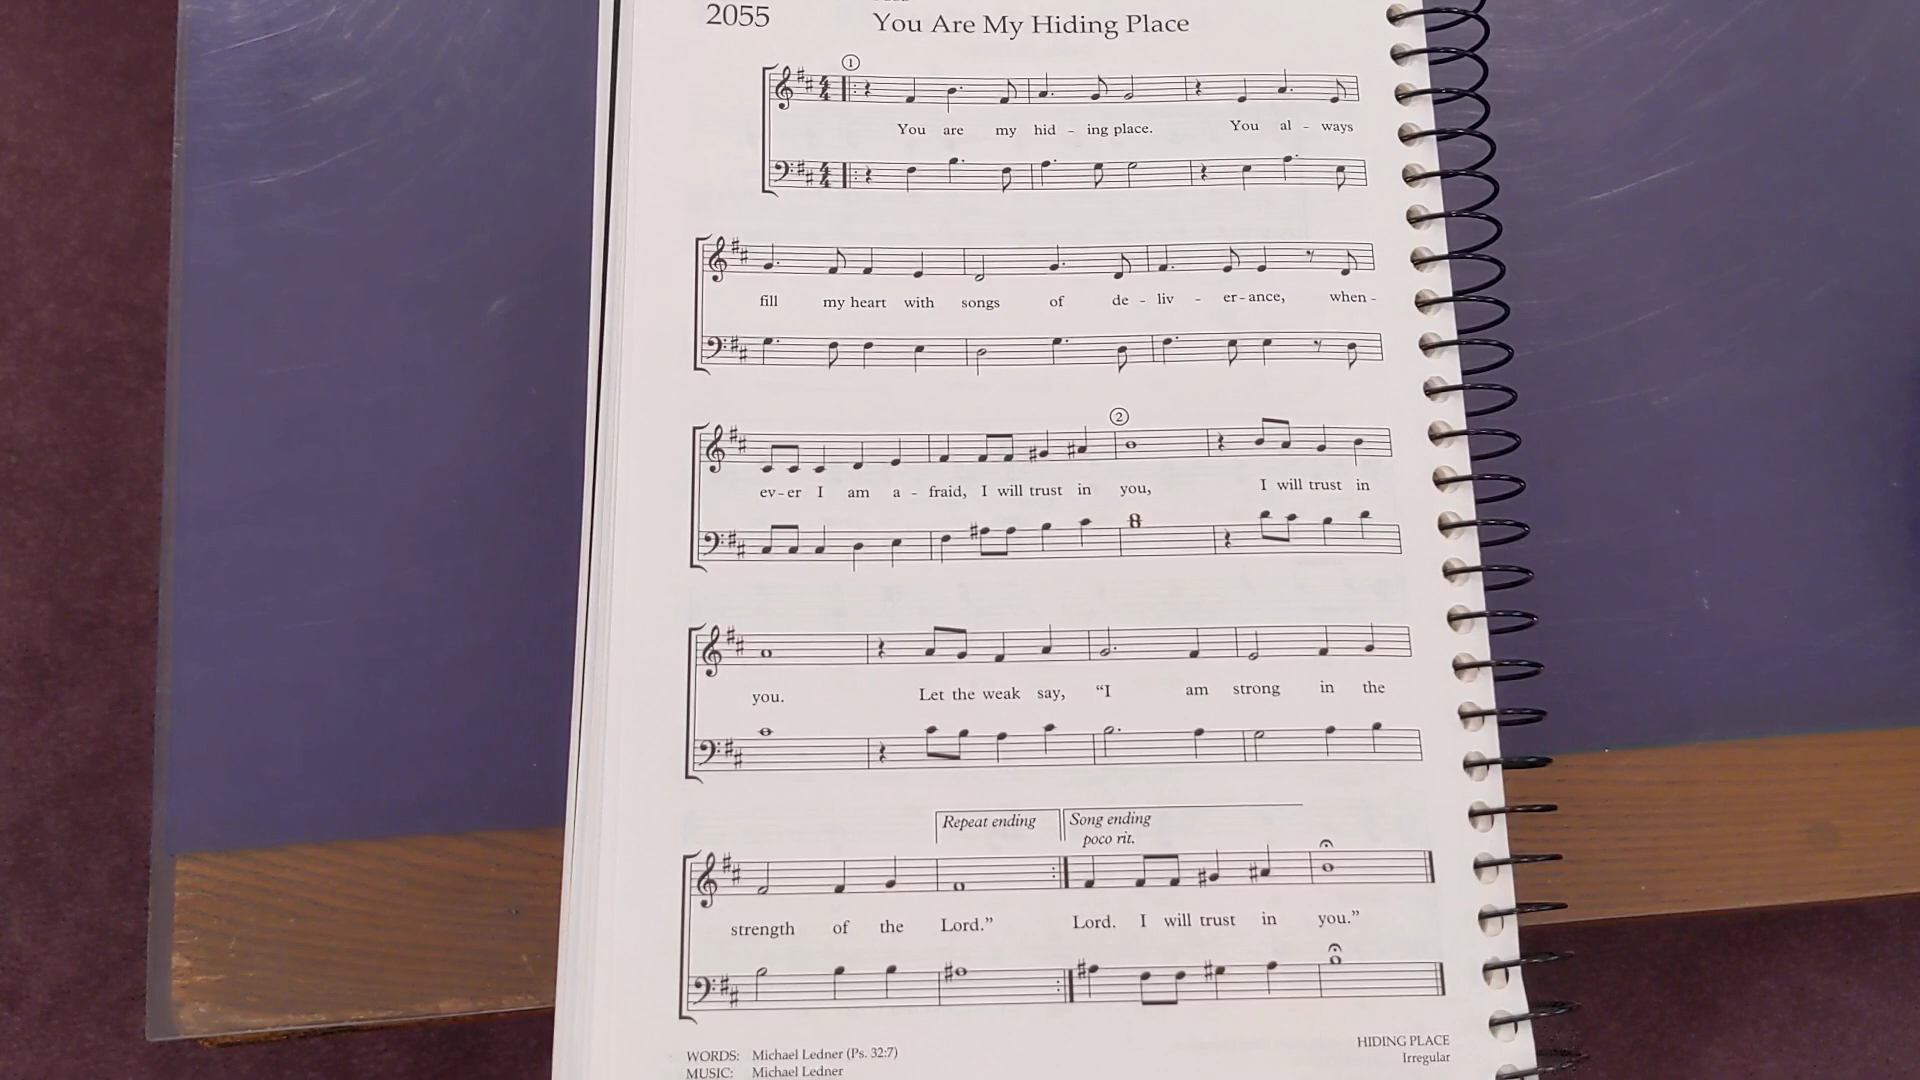 2055
You Are My Hiding Place
1
You are my hid - ing place. You al - ways
fill my heart with songs of de - liv - er - ance, when -
2
ev - er I am a - fraid, I will trust in you, I will trust in
you. Let the weak say, “I am strong in the
Repeat ending
Song ending
poco rit.
strength of the Lord.” Lord. I will trust in you.”
WORDS: Michael Ledner (Ps. 32:7)
MUSIC: Michael Ledner
HIDING PLACE
Irregular